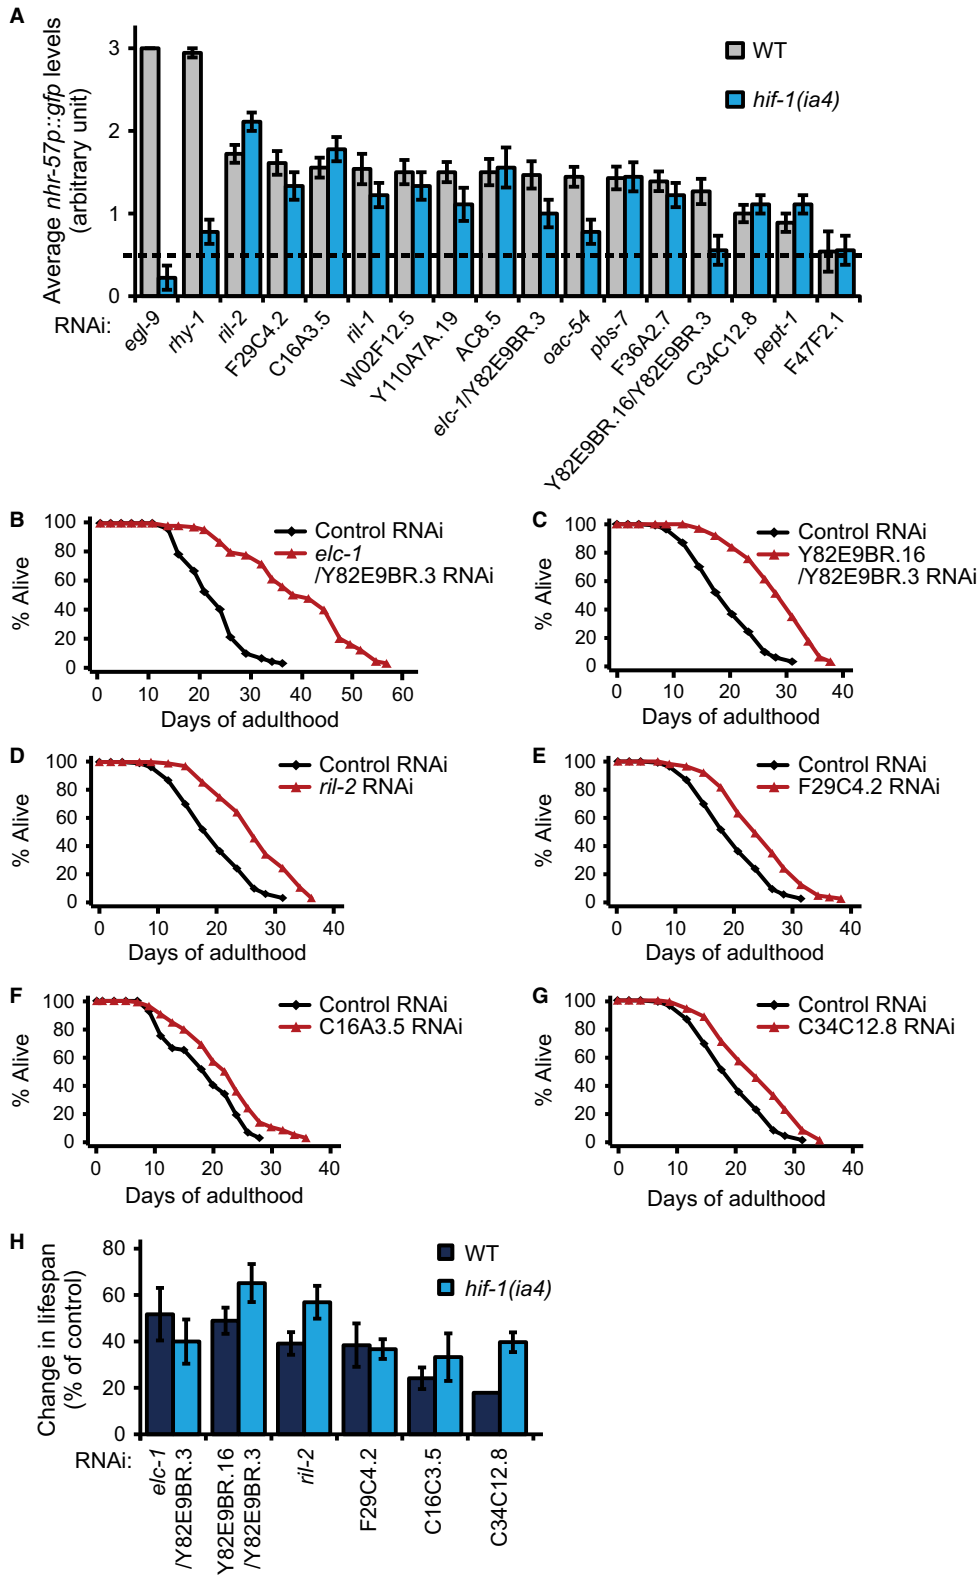 A
Average nhr-57p::gfp levels
(arbitrary unit)
3
2
1
0
WT
hif-1(ia4)
RNAi:
egl-9
rhy-1
ril-2
F29C4.2
C16A3.5
ril-1
W02F12.5
Y110A7A.19
AC8.5
elc-1/Y82E9BR.3
oac-54
pbs-7
F36A2.7
Y82E9BR.16/Y82E9BR.3
C34C12.8
pept-1
F47F2.1
B
% Alive
100
80
60
40
20
0
Control RNAi
elc-1
/Y82E9BR.3 RNAi
0 10 20 30 40 50 60
Days of adulthood
C
% Alive
100
80
60
40
20
0
Control RNAi
Y82E9BR.16
/Y82E9BR.3 RNAi
0 10 20 30 40
Days of adulthood
D
% Alive
100
80
60
40
20
0
Control RNAi
ril-2 RNAi
0 10 20 30 40
Days of adulthood
E
% Alive
100
80
60
40
20
0
Control RNAi
F29C4.2 RNAi
0 10 20 30 40
Days of adulthood
F
% Alive
100
80
60
40
20
0
Control RNAi
C16A3.5 RNAi
0 10 20 30 40
Days of adulthood
G
% Alive
100
80
60
40
20
0
Control RNAi
C34C12.8 RNAi
0 10 20 30 40
Days of adulthood
H
Change in lifespan
(% of control)
80
60
40
20
0
WT
hif-1(ia4)
RNAi:
elc-1
/Y82E9BR.3
Y82E9BR.16
/Y82E9BR.3
ril-2
F29C4.2
C16C3.5
C34C12.8